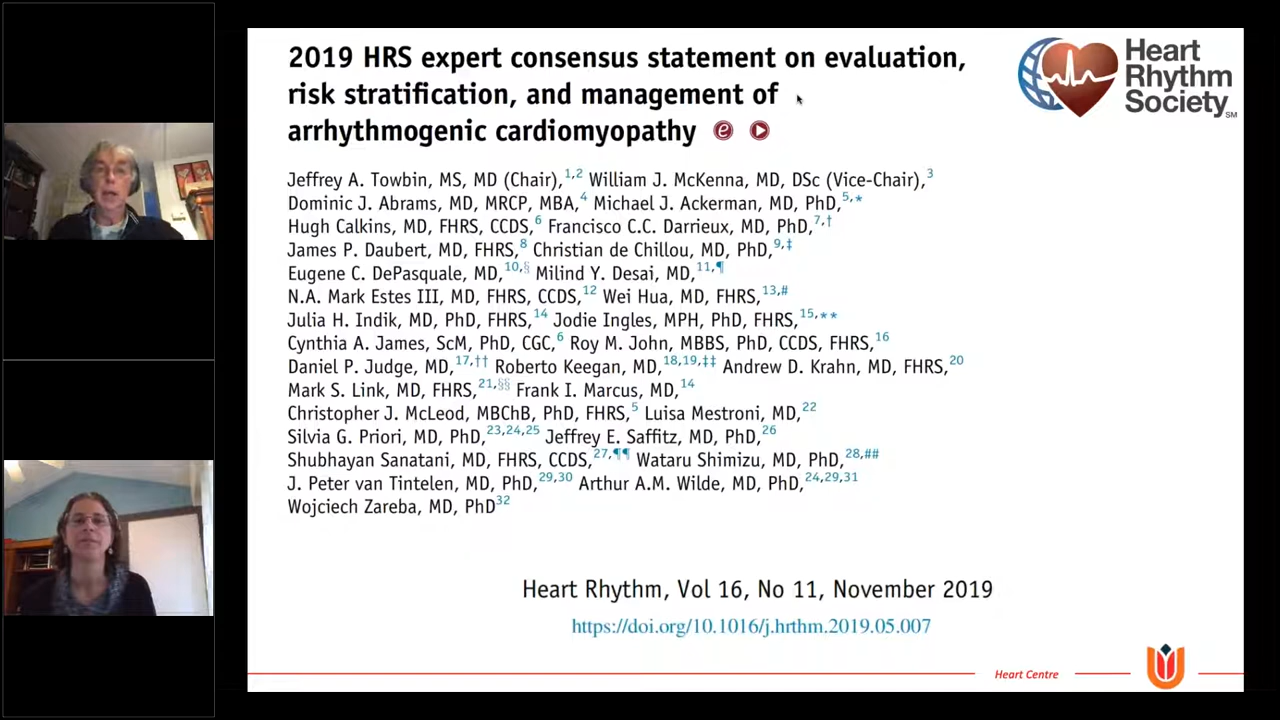 2019 HRS expert consensus statement on evaluation,
risk stratification, and management of
arrhythmogenic cardiomyopathy e
Heart
Rhythm
Society SM
Jeffrey A. Towbin, MS, MD (Chair),1,2 William J. McKenna, MD, DSc (Vice-Chair),3
Dominic J. Abrams, MD, MRCP, MBA,4 Michael J. Ackerman, MD, PhD,5,*
Hugh Calkins, MD, FHRS, CCDS,6 Francisco C.C. Darrieux, MD, PhD,7,†
James P. Daubert, MD, FHRS,8 Christian de Chillou, MD, PhD,9,‡
Eugene C. DePasquale, MD,10,§ Milind Y. Desai, MD,11,¶
N.A. Mark Estes III, MD, FHRS, CCDS,12 Wei Hua, MD, FHRS,13,#
Julia H. Indik, MD, PhD, FHRS,14 Jodie Ingles, MPH, PhD, FHRS,15,**
Cynthia A. James, ScM, PhD, CGC,6 Roy M. John, MBBS, PhD, CCDS, FHRS,16
Daniel P. Judge, MD,17,†† Roberto Keegan, MD,18,19,‡‡ Andrew D. Krahn, MD, FHRS,20
Mark S. Link, MD, FHRS,21,§§ Frank I. Marcus, MD,14
Christopher J. McLeod, MBChB, PhD, FHRS,5 Luisa Mestroni, MD,22
Silvia G. Priori, MD, PhD,23,24,25 Jeffrey E. Saffitz, MD, PhD,26
Shubhayan Sanatani, MD, FHRS, CCDS,27,¶¶ Wataru Shimizu, MD, PhD,28,##
J. Peter van Tintelen, MD, PhD,29,30 Arthur A.M. Wilde, MD, PhD,24,29,31
Wojciech Zareba, MD, PhD32
Heart Rhythm, Vol 16, No 11, November 2019
https://doi.org/10.1016/j.hrthm.2019.05.007
Heart Centre